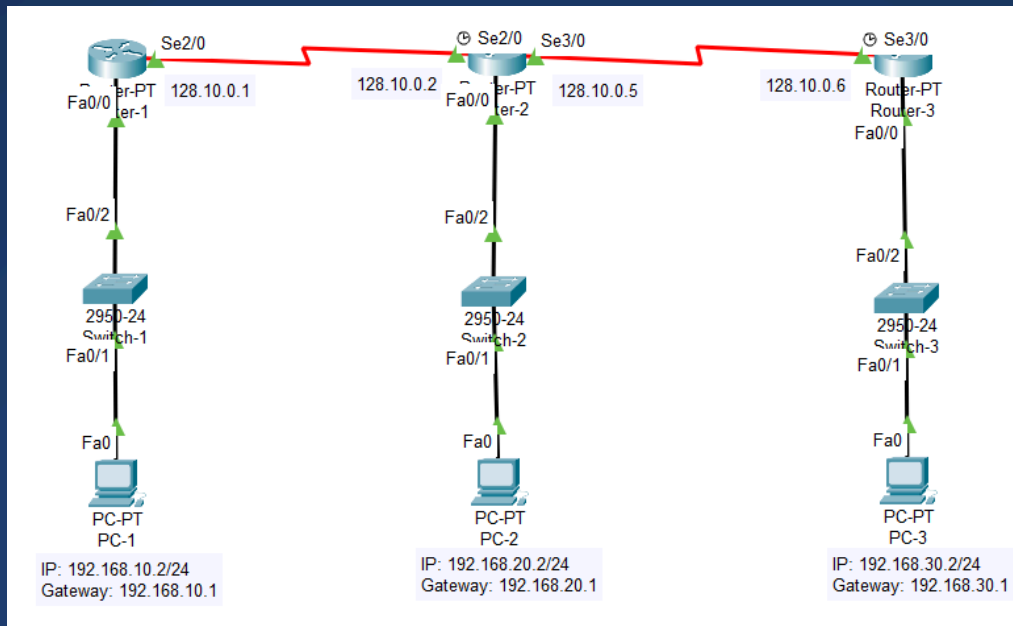 Se2/0
Se2/0
Se3/0
Se3/0
128.10.0.1
128.10.0.2
128.10.0.5
128.10.0.6
Router-PT
Router-3
Fa0/0
Fa0/0
Fa0/0
Fa0/2
Fa0/2
Fa0/2
2950-24
Switch-1
2950-24
Switch-2
2950-24
Switch-3
Fa0/1
Fa0/1
Fa0/1
Fa0
Fa0
Fa0
PC-PT
PC-1
PC-PT
PC-2
PC-PT
PC-3
IP: 192.168.10.2/24
Gateway: 192.168.10.1
IP: 192.168.20.2/24
Gateway: 192.168.20.1
IP: 192.168.30.2/24
Gateway: 192.168.30.1